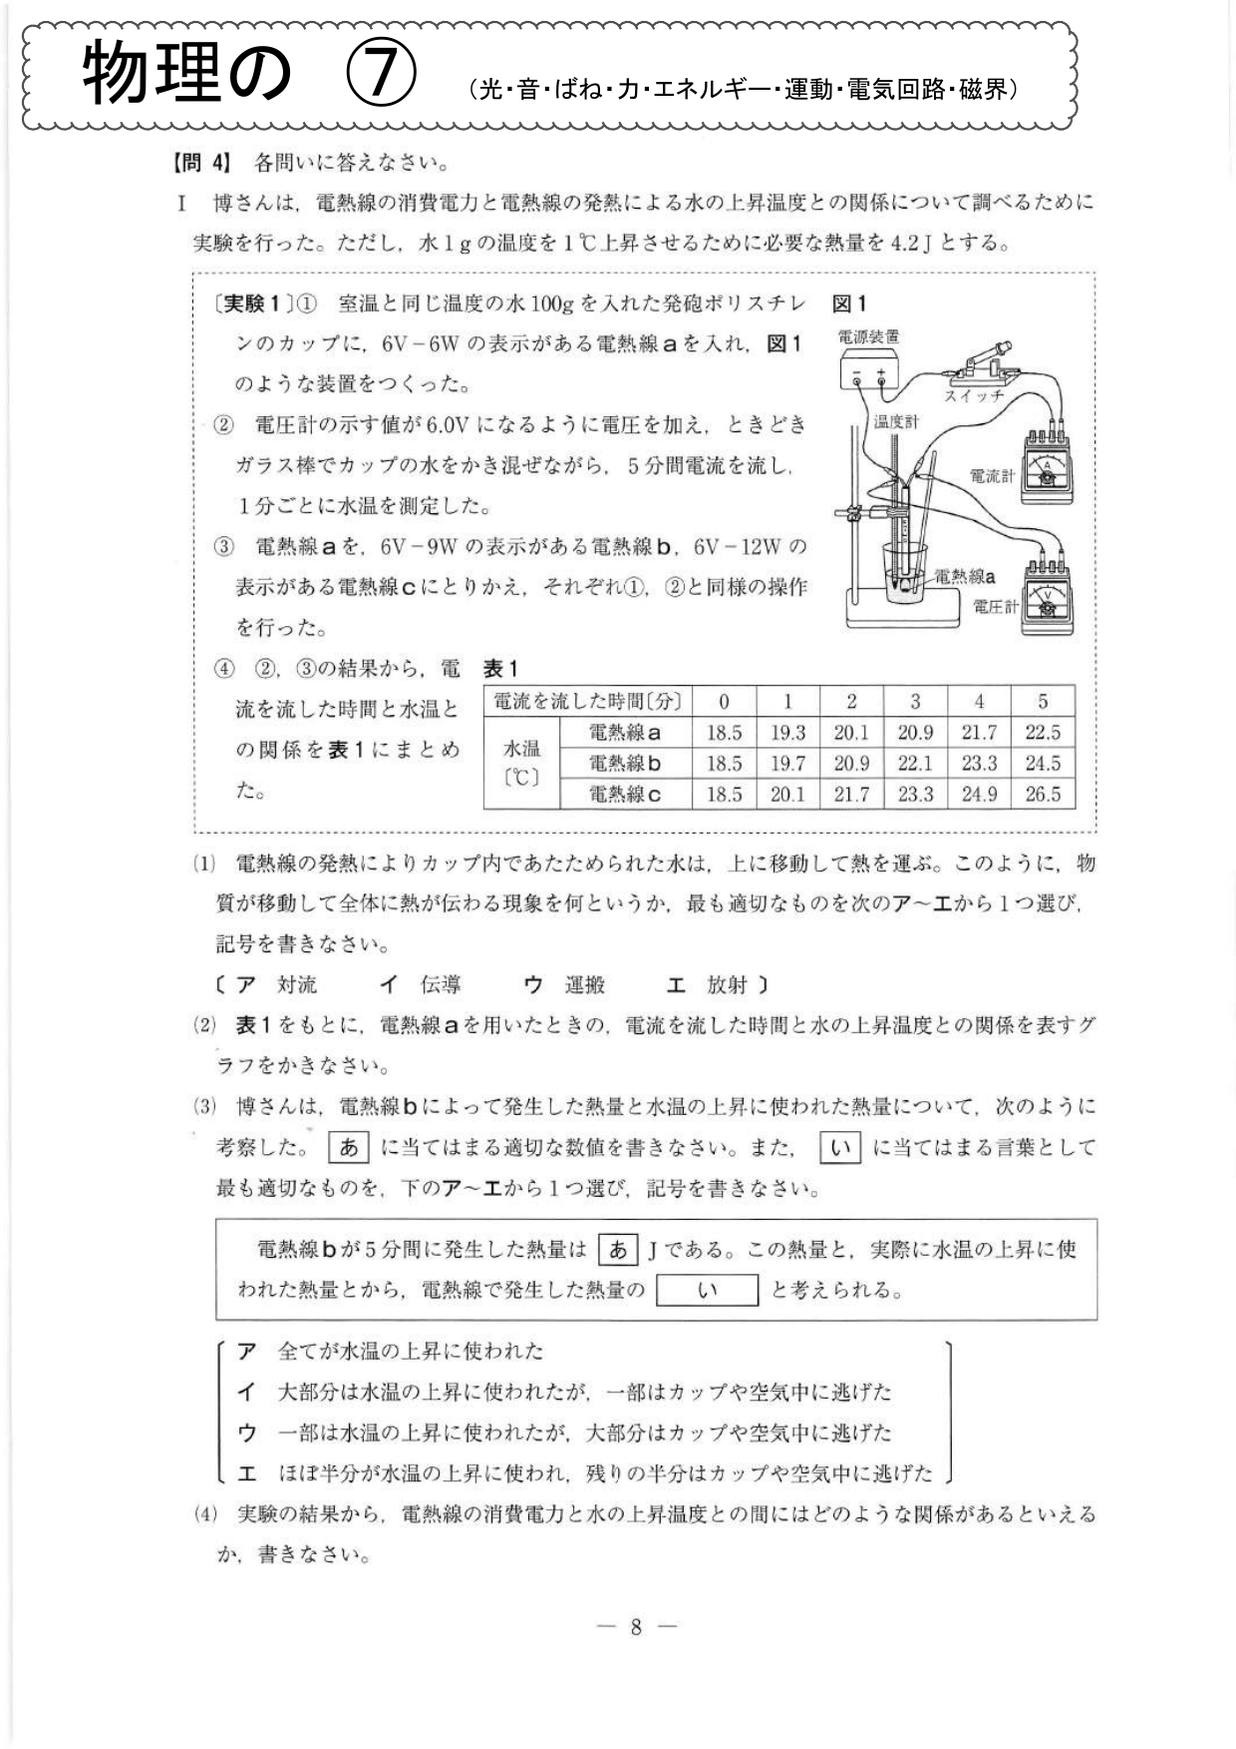 物理の ⑦ （光･音･ばね･力･エネルギー･運動･電気回路･磁界）
【問 4】 各問いに答えなさい。
Ⅰ 博さんは，電熱線の消費電力と電熱線の発熱による水の上昇温度との関係について調べるために
実験を行った。ただし，水1gの温度を1℃上昇させるために必要な熱量を4.2Jとする。
〔実験1〕① 室温と同じ温度の水100gを入れた発砲ポリスチレ
ンのカップに，6V－6Wの表示がある電熱線aを入れ，図1
のような装置をつくった。
② 電圧計の示す値が6.0Vになるように電圧を加え，ときどき
ガラス棒でカップの水をかき混ぜながら，5分間電流を流し，
1分ごとに水温を測定した。
③ 電熱線aを，6V－9Wの表示がある電熱線b，6V－12Wの
表示がある電熱線cにとりかえ，それぞれ①，②と同様の操作
を行った。
④ ②，③の結果から，電
流を流した時間と水温と
の関係を表1にまとめ
た。
図1
電源装置
－ ＋
スイッチ
温度計
A
電流計
電熱線a
V
電圧計
表1
電流を流した時間〔分〕 0 1 2 3 4 5
水温〔℃〕
電熱線a 18.5 19.3 20.1 20.9 21.7 22.5
電熱線b 18.5 19.7 20.9 22.1 23.3 24.5
電熱線c 18.5 20.1 21.7 23.3 24.9 26.5
(1) 電熱線の発熱によりカップ内であたためられた水は，上に移動して熱を運ぶ。このように，物
質が移動して全体に熱が伝わる現象を何というか，最も適切なものを次のア～エから1つ選び，
記号を書きなさい。
〔 ア 対流 イ 伝導 ウ 運搬 エ 放射 〕
(2) 表1をもとに，電熱線aを用いたときの，電流を流した時間と水の上昇温度との関係を表すグ
ラフをかきなさい。
(3) 博さんは，電熱線bによって発生した熱量と水温の上昇に使われた熱量について，次のように
考察した。 あ に当てはまる適切な数値を書きなさい。また， い に当てはまる言葉として
最も適切なものを，下のア～エから1つ選び，記号を書きなさい。
電熱線bが5分間に発生した熱量は あ Jである。この熱量と，実際に水温の上昇に使
われた熱量とから，電熱線で発生した熱量の い と考えられる。
ア 全てが水温の上昇に使われた
イ 大部分は水温の上昇に使われたが，一部はカップや空気中に逃げた
ウ 一部は水温の上昇に使われたが，大部分はカップや空気中に逃げた
エ ほぼ半分が水温の上昇に使われ，残りの半分はカップや空気中に逃げた
(4) 実験の結果から，電熱線の消費電力と水の上昇温度との間にはどのような関係があるといえる
か，書きなさい。
― 8 ―